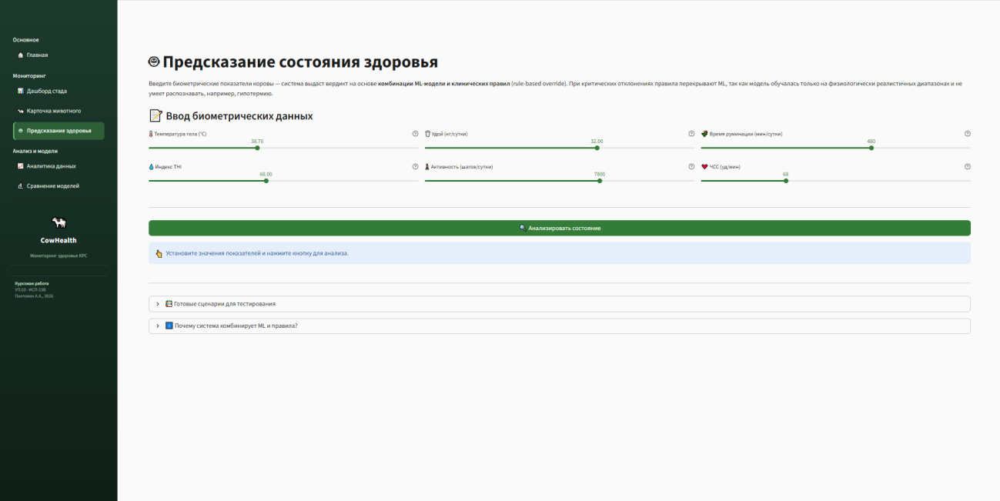 Основное
Главная
Мониторинг
Дашборд стада
Карточка животного
Предсказание здоровья
Анализ и модели
Аналитика данных
Сравнение моделей
CowHealth
Мониторинг здоровья КРС
Курсовая работа
УП.03 · ИСП-23В
2026
Предсказание состояния здоровья
Введите биометрические показатели коровы — система выдаст вердикт на основе комбинации ML-модели и клинических правил (rule-based override). При критических отклонениях правила перекрывают ML, так как модель обучалась только на физиологически реалистичных диапазонах и не
умеет распознавать, например, гипотермию.
Ввод биометрических данных
Температура тела (°C)
38.70
Удой (кг/сутки)
32.00
Время руминации (мин/сутки)
480
Индекс THI
68.00
Активность (шагов/сутки)
7800
ЧСС (уд/мин)
68
Анализировать состояние
Установите значения показателей и нажмите кнопку для анализа.
Готовые сценарии для тестирования
Почему система комбинирует ML и правила?